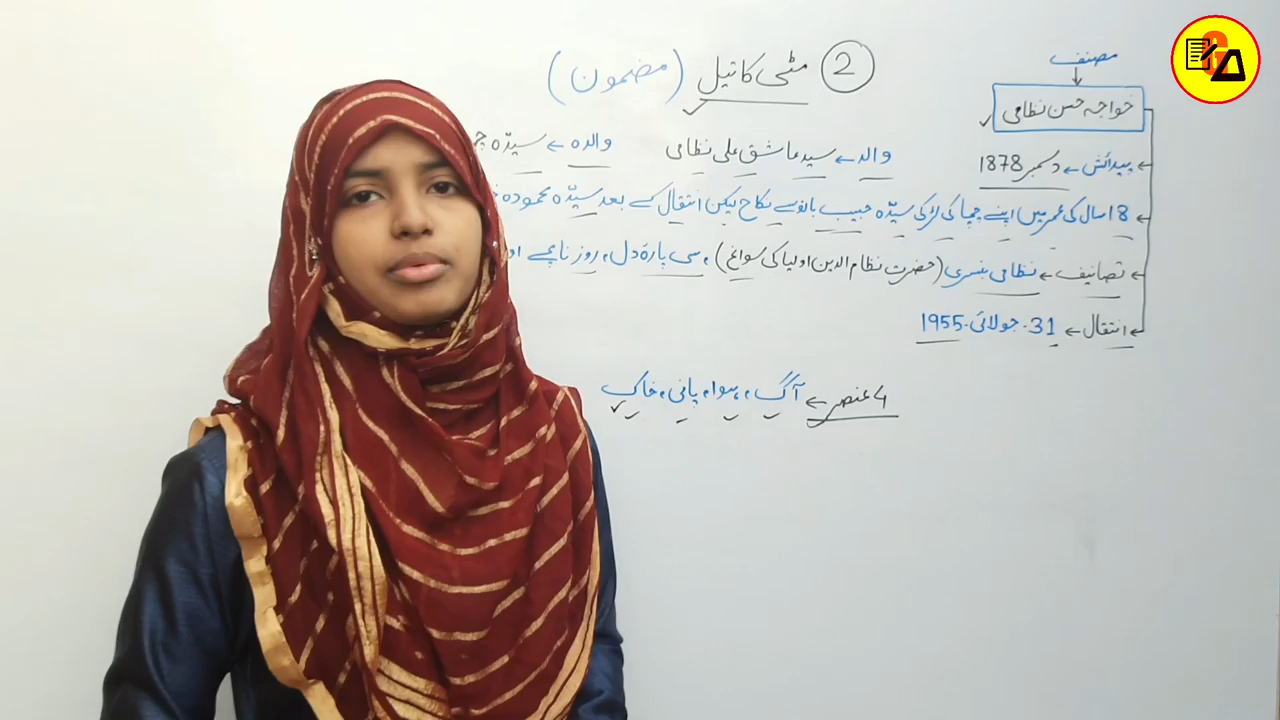 ② مٹی کا تیل (مضمون)
مصنف
↓
خواجہ حسن نظامی
پیدائش ← دسمبر 1878
والد ← سید عاشق علی نظامی
والدہ ← سیدّہ
18 سال کی عمر میں اپنے چچا کی لڑکی سیدّہ حبیب بانو سے نکاح لیکن انتقال کے بعد سیدّہ محمودہ
تصانیف ← نظامی بنسری (حضرت نظام الدین اولیا کی سوانح) ، سی پارۂ دل ، روز نامچے
انتقال ← 31. جولائی. 1955
4 عنصر ← آگ ، ہوا ، پانی ، خاک